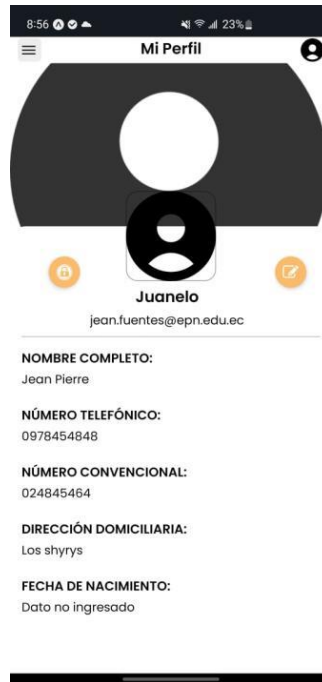 8:56 23%
Mi Perfil
Juanelo
jean.fuentes@epn.edu.ec
NOMBRE COMPLETO:
Jean Pierre
NÚMERO TELEFÓNICO:
0978454848
NÚMERO CONVENCIONAL:
024845464
DIRECCIÓN DOMICILIARIA:
Los shyrys
FECHA DE NACIMIENTO:
Dato no ingresado